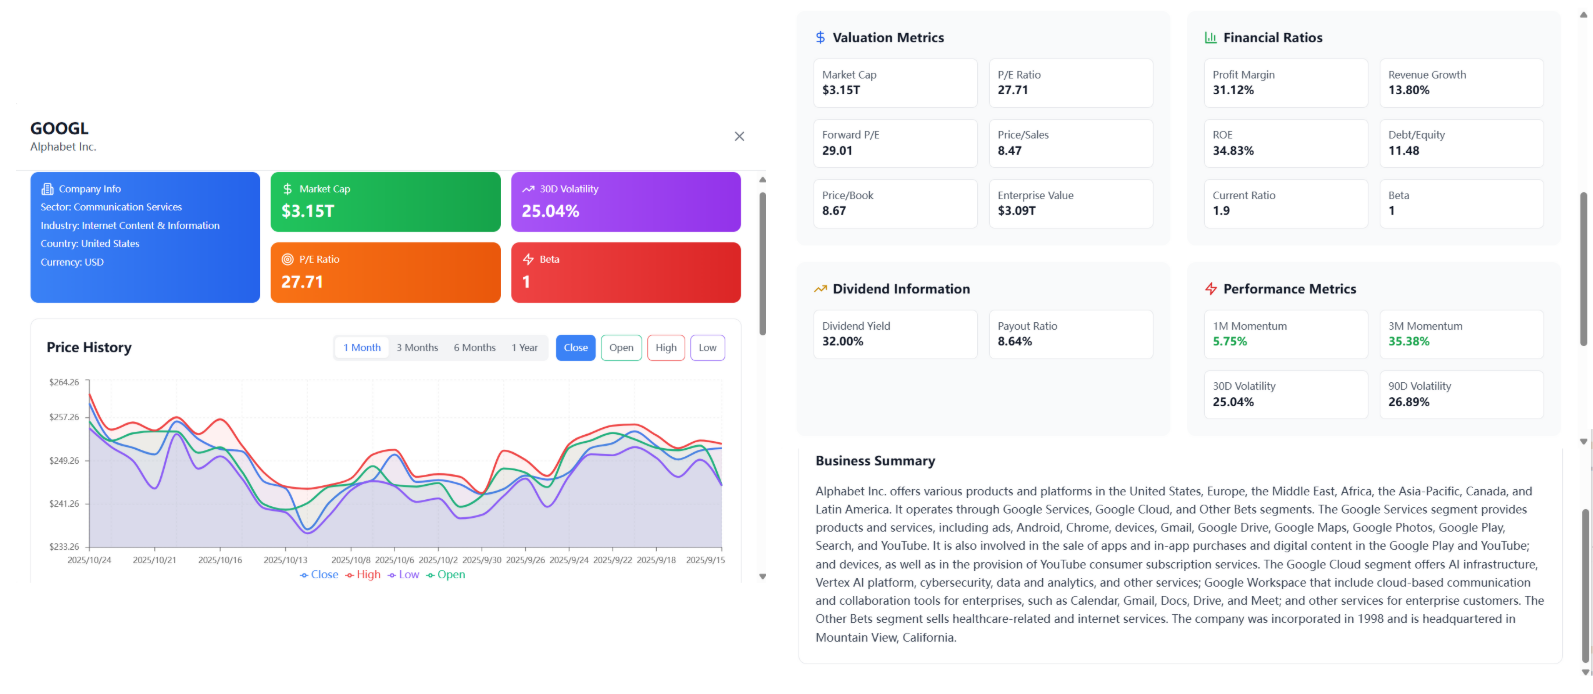 GOOGL
Alphabet Inc.
Company Info
Sector: Communication Services
Industry: Internet Content & Information
Country: United States
Currency: USD
Market Cap
$3.15T
30D Volatility
25.04%
P/E Ratio
27.71
Beta
1
Price History
1 Month
3 Months
6 Months
1 Year
Close
Open
High
Low
$264.26
$257.26
$249.26
$241.26
$233.26
2025/10/24
2025/10/21
2025/10/16
2025/10/13
2025/10/8
2025/10/6
2025/10/2
2025/9/30
2025/9/26
2025/9/24
2025/9/22
2025/9/18
2025/9/15
Close
High
Low
Open
Valuation Metrics
Market Cap
$3.15T
P/E Ratio
27.71
Forward P/E
29.01
Price/Sales
8.47
Price/Book
8.67
Enterprise Value
$3.09T
Financial Ratios
Profit Margin
31.12%
Revenue Growth
13.80%
ROE
34.83%
Debt/Equity
11.48
Current Ratio
1.9
Beta
1
Dividend Information
Dividend Yield
32.00%
Payout Ratio
8.64%
Performance Metrics
1M Momentum
5.75%
3M Momentum
35.38%
30D Volatility
25.04%
90D Volatility
26.89%
Business Summary
Alphabet Inc. offers various products and platforms in the United States, Europe, the Middle East, Africa, the Asia-Pacific, Canada, and
Latin America. It operates through Google Services, Google Cloud, and Other Bets segments. The Google Services segment provides
products and services, including ads, Android, Chrome, devices, Gmail, Google Drive, Google Maps, Google Photos, Google Play,
Search, and YouTube. It is also involved in the sale of apps and in-app purchases and digital content in the Google Play and YouTube;
and devices, as well as in the provision of YouTube consumer subscription services. The Google Cloud segment offers AI infrastructure,
Vertex AI platform, cybersecurity, data and analytics, and other services; Google Workspace that include cloud-based communication
and collaboration tools for enterprises, such as Calendar, Gmail, Docs, Drive, and Meet; and other services for enterprise customers. The
Other Bets segment sells healthcare-related and internet services. The company was incorporated in 1998 and is headquartered in
Mountain View, California.